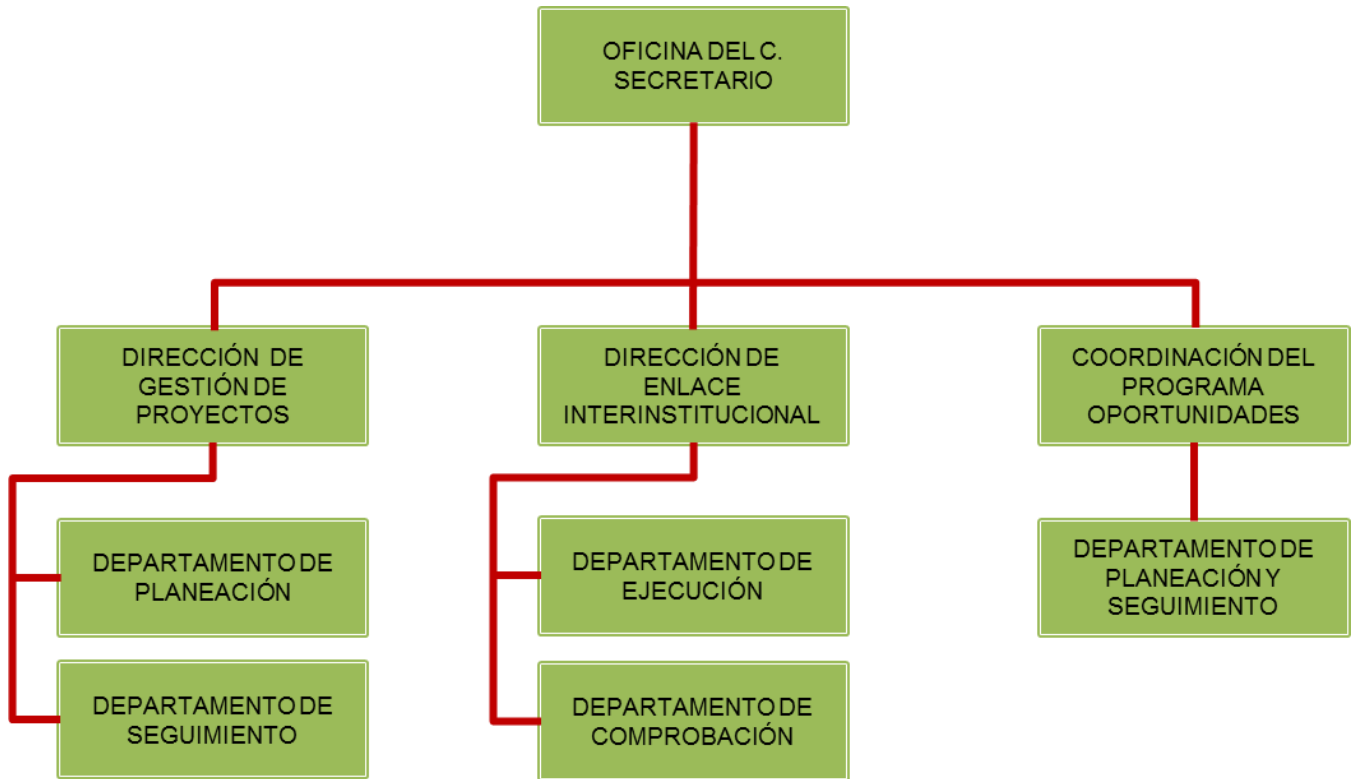 OFICINA DEL C.
SECRETARIO
DIRECCIÓN DE
GESTIÓN DE
PROYECTOS
DIRECCIÓN DE
ENLACE
INTERINSTITUCIONAL
COORDINACIÓN DEL
PROGRAMA
OPORTUNIDADES
DEPARTAMENTO DE
PLANEACIÓN
DEPARTAMENTO DE
EJECUCIÓN
DEPARTAMENTO DE
PLANEACIÓN Y
SEGUIMIENTO
DEPARTAMENTO DE
SEGUIMIENTO
DEPARTAMENTO DE
COMPROBACIÓN